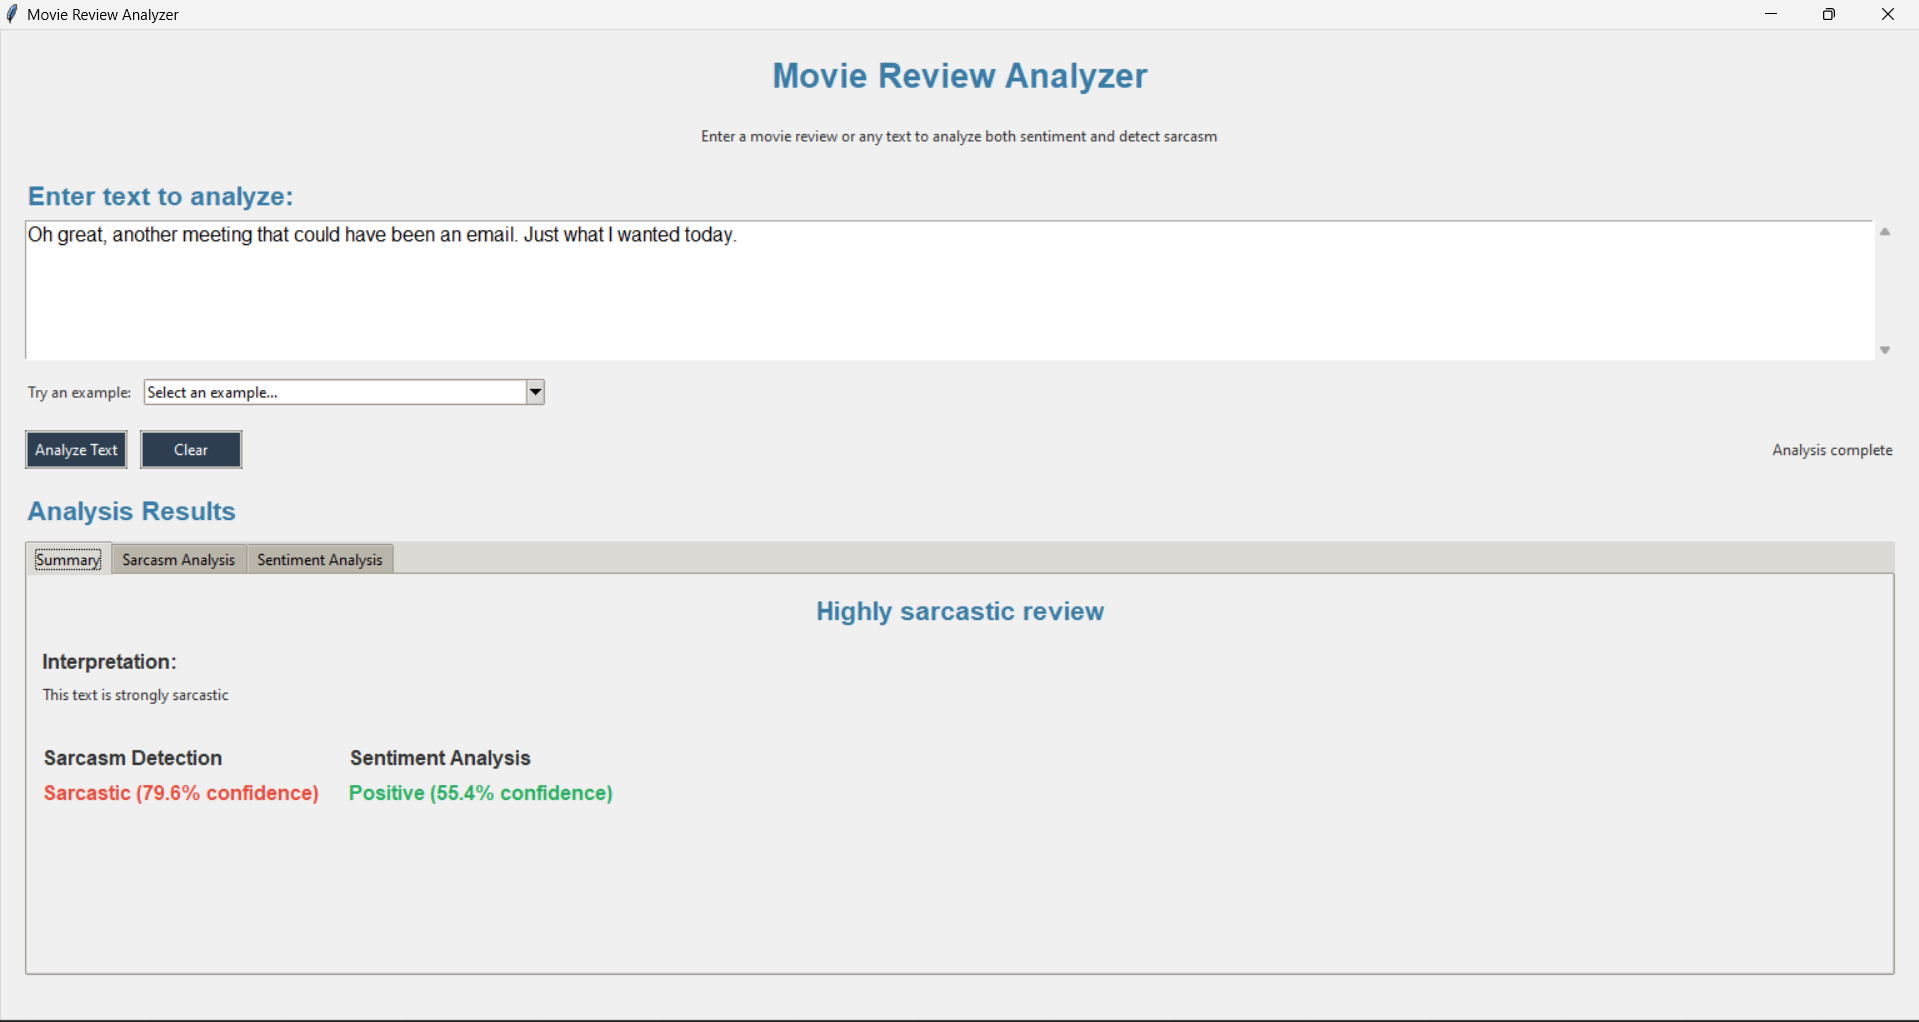 Movie Review Analyzer
Movie Review Analyzer
Enter a movie review or any text to analyze both sentiment and detect sarcasm
Enter text to analyze:
Oh great, another meeting that could have been an email. Just what I wanted today.
Try an example: Select an example...
Analyze Text Clear Analysis complete
Analysis Results
Summary Sarcasm Analysis Sentiment Analysis
Highly sarcastic review
Interpretation:
This text is strongly sarcastic
Sarcasm Detection Sentiment Analysis
Sarcastic (79.6% confidence) Positive (55.4% confidence)